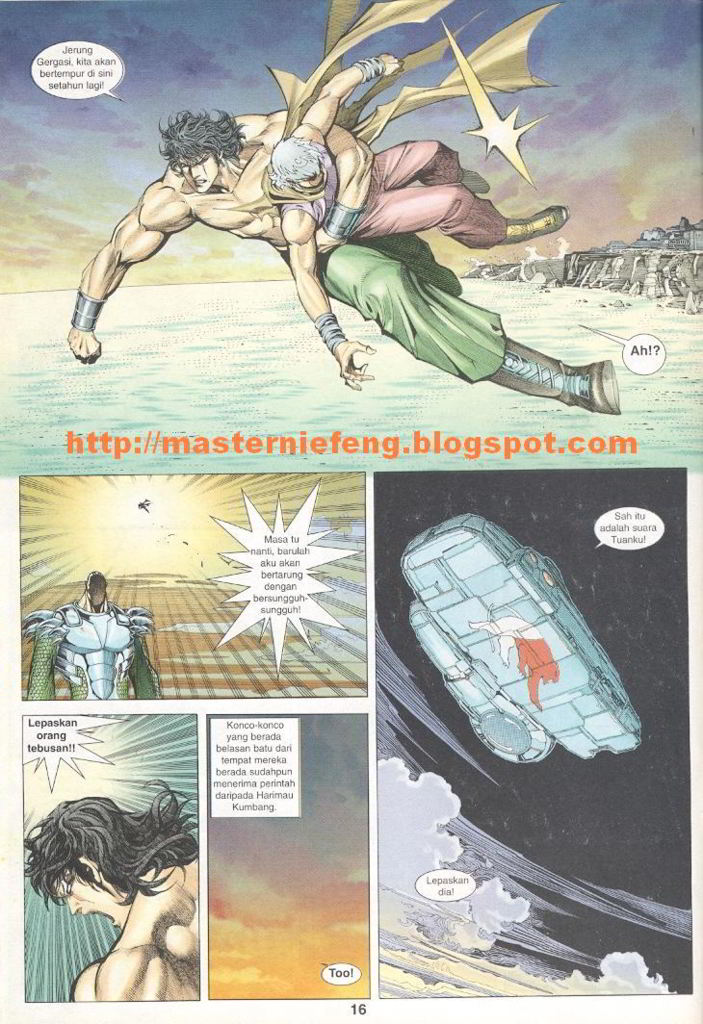 Jerung
Gergasi, kita akan
bertempur di sini
setahun lagi!
Ah!?
http://masterniefeng.blogspot.com
Masa tu
nanti, barulah
aku akan
bertarung
dengan
bersungguh-
sungguh!
Sah itu
adalah suara
Tuanku!
Lepaskan
orang
tebusan!!
Konco-konco
yang berada
belasan batu dari
tempat mereka
berada sudahpun
menerima perintah
daripada Harimau
Kumbang.
Too!
Lepaskan
dia!
16